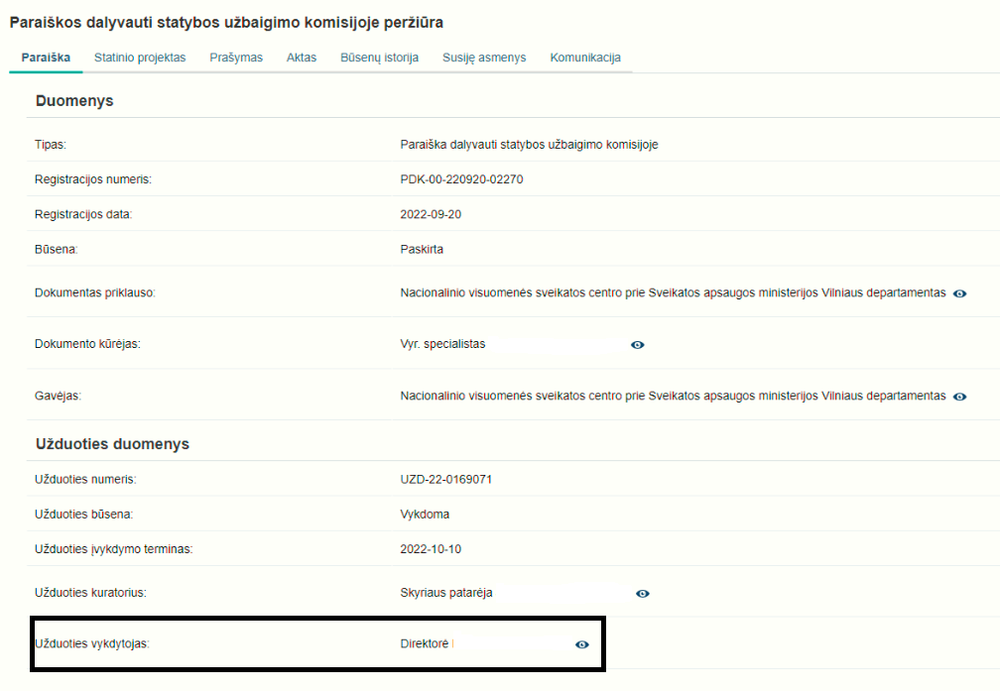 Paraiškos dalyvauti statybos užbaigimo komisijoje peržiūra
Paraiška Statinio projektas Prašymas Aktas Būsenų istorija Susiję asmenys Komunikacija
Duomenys
Tipas: Paraiška dalyvauti statybos užbaigimo komisijoje
Registracijos numeris: PDK-00-220920-02270
Registracijos data: 2022-09-20
Būsena: Paskirta
Dokumentas priklauso: Nacionalinio visuomenės sveikatos centro prie Sveikatos apsaugos ministerijos Vilniaus departamentas
Dokumento kūrėjas: Vyr. specialistas
Gavėjas: Nacionalinio visuomenės sveikatos centro prie Sveikatos apsaugos ministerijos Vilniaus departamentas
Užduoties duomenys
Užduoties numeris: UZD-22-0169071
Užduoties būsena: Vykdoma
Užduoties įvykdymo terminas: 2022-10-10
Užduoties kuratorius: Skyriaus patarėja
Užduoties vykdytojas: Direktorė